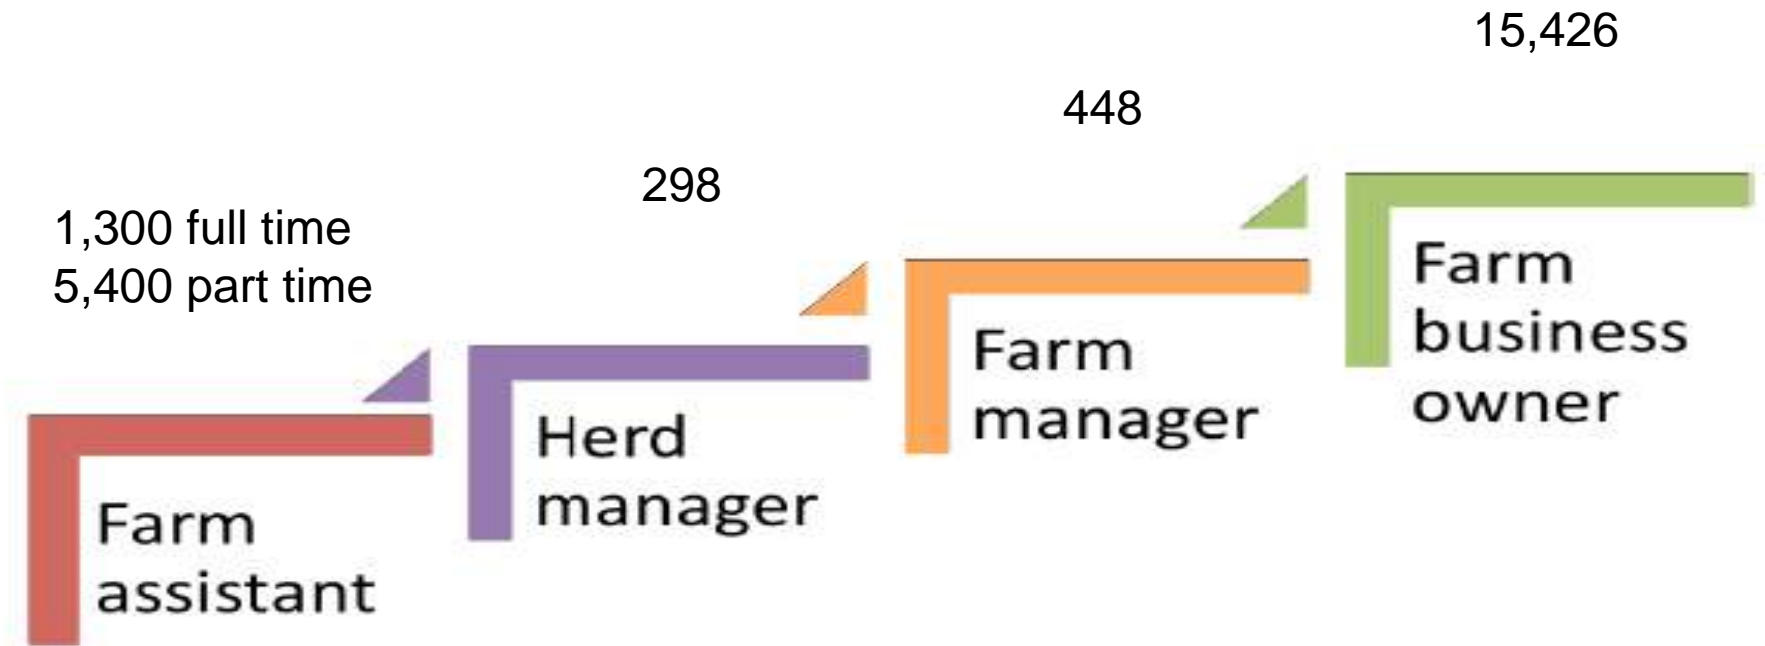 1,300 full time
5,400 part time
Farm
assistant
298
Herd
manager
448
Farm
manager
15,426
Farm
business
owner